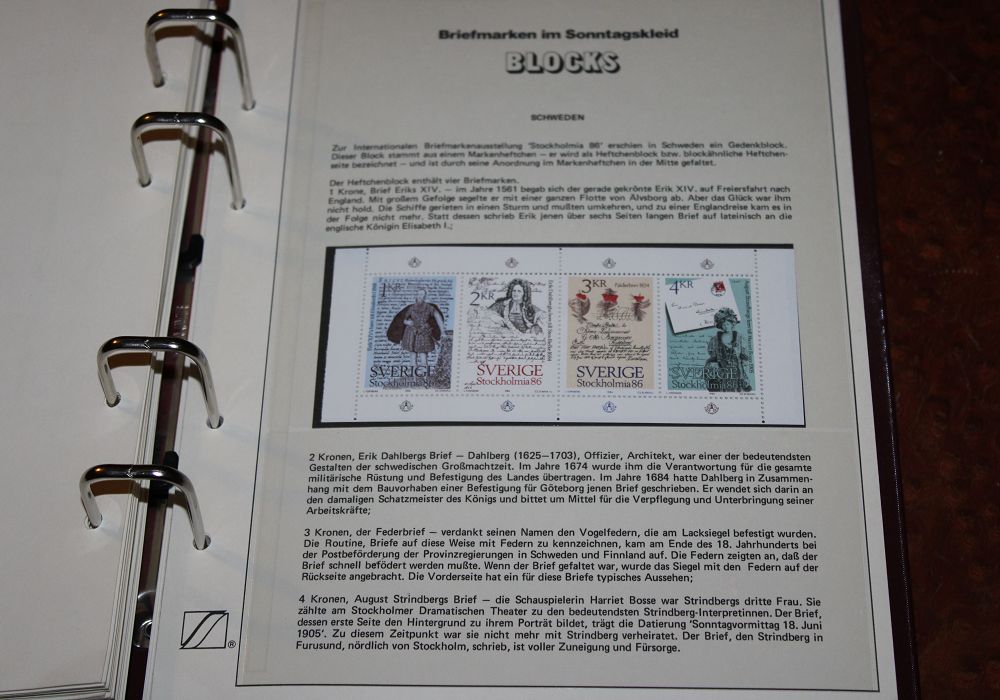 Briefmarken im Sonntagskleid
BLOCKS
SCHWEDEN
Zur Internationalen Briefmarkenausstellung 'Stockholmia 86' erschien in Schweden ein Gedenkblock.
Dieser Block stammt aus einem Markenheftchen — er wird als Heftchenblock bzw. blockähnliche Heftchen-
seite bezeichnet — und ist durch seine Anordnung im Markenheftchen in der Mitte gefaltet.
Der Heftchenblock enthält vier Briefmarken.
1 Krone, Brief Eriks XIV. — im Jahre 1561 begab sich der gerade gekrönte Erik XIV. auf Freiersfahrt nach
England. Mit großem Gefolge segelte er mit einer ganzen Flotte von Älvsborg ab. Aber das Glück war ihm
nicht hold. Die Schiffe gerieten in einen Sturm und mußten umkehren, und zu einer Englandreise kam es in
der Folge nicht mehr. Statt dessen schrieb Erik jenen über sechs Seiten langen Brief auf lateinisch an die
englische Königin Elisabeth I.;
1KR
SVERIGE
Stockholmia 86
2KR
SVERIGE
Stockholmia 86
3KR
Fjäderbrev 1834
SVERIGE
Stockholmia 86
4KR
SVERIGE
Stockholmia 86
2 Kronen, Erik Dahlbergs Brief — Dahlberg (1625—1703), Offizier, Architekt, war einer der bedeutendsten
Gestalten der schwedischen Großmachtzeit. Im Jahre 1674 wurde ihm die Verantwortung für die gesamte
militärische Rüstung und Befestigung des Landes übertragen. Im Jahre 1684 hatte Dahlberg in Zusammen-
hang mit dem Bauvorhaben einer Befestigung für Göteborg jenen Brief geschrieben. Er wendet sich darin an
den damaligen Schatzmeister des Königs und bittet um Mittel für die Verpflegung und Unterbringung seiner
Arbeitskräfte;
3 Kronen, der Federbrief — verdankt seinen Namen den Vogelfedern, die am Lacksiegel befestigt wurden.
Die Routine, Briefe auf diese Weise mit Federn zu kennzeichnen, kam am Ende des 18. Jahrhunderts bei
der Postbeförderung der Provinzregierungen in Schweden und Finnland auf. Die Federn zeigten an, daß der
Brief schnell befödert werden mußte. Wenn der Brief gefaltet war, wurde das Siegel mit den Federn auf der
Rückseite angebracht. Die Vorderseite hat ein für diese Briefe typisches Aussehen;
4 Kronen, August Strindbergs Brief — die Schauspielerin Harriet Bosse war Strindbergs dritte Frau. Sie
zählte am Stockholmer Dramatischen Theater zu den bedeutendsten Strindberg-Interpretinnen. Der Brief,
dessen erste Seite den Hintergrund zu ihrem Porträt bildet, trägt die Datierung 'Sonntagvormittag 18. Juni
1905'. Zu diesem Zeitpunkt war sie nicht mehr mit Strindberg verheiratet. Der Brief, den Strindberg in
Furusund, nördlich von Stockholm, schrieb, ist voller Zuneigung und Fürsorge.
®